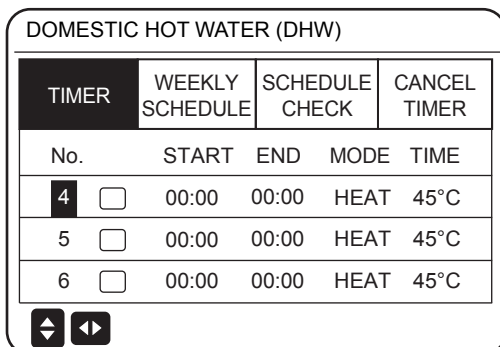 DOMESTIC HOT WATER (DHW)
TIMER WEEKLY SCHEDULE SCHEDULE CHECK CANCEL TIMER
No. START END MODE TIME
4 00:00 00:00 HEAT 45°C
5 00:00 00:00 HEAT 45°C
6 00:00 00:00 HEAT 45°C